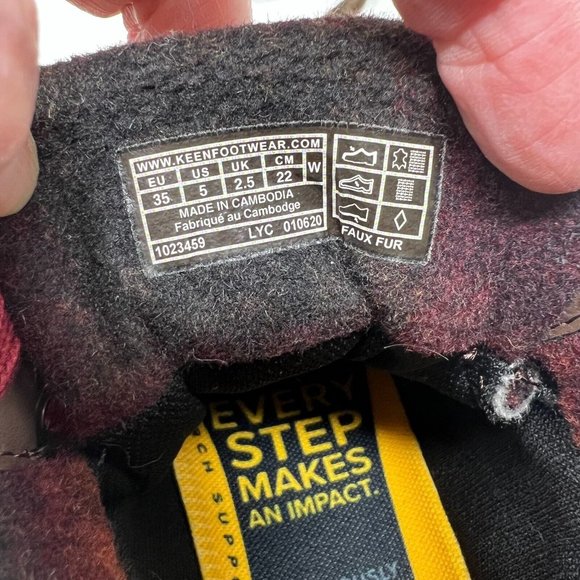 WWW.KEENFOOTWEAR.COM
EU US UK CM W
35 5 2.5 22
MADE IN CAMBODIA
Fabriqué au Cambodge
1023459 LYC 010620
FAUX FUR
EVERY
STEP
MAKES
AN IMPACT.